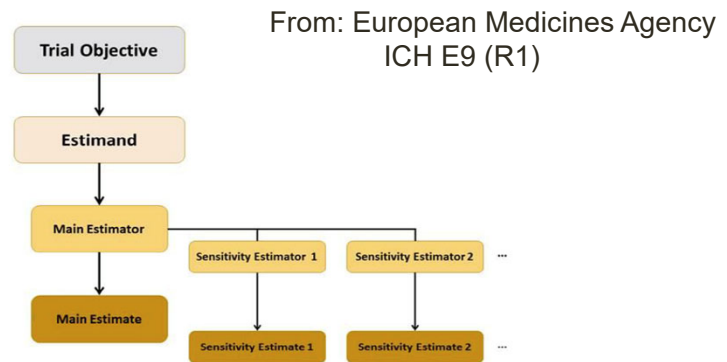 From: European Medicines Agency
ICH E9 (R1)
Trial Objective
Estimand
Main Estimator
Sensitivity Estimator 1
Sensitivity Estimator 2
...
Main Estimate
Sensitivity Estimate 1
Sensitivity Estimate 2
...